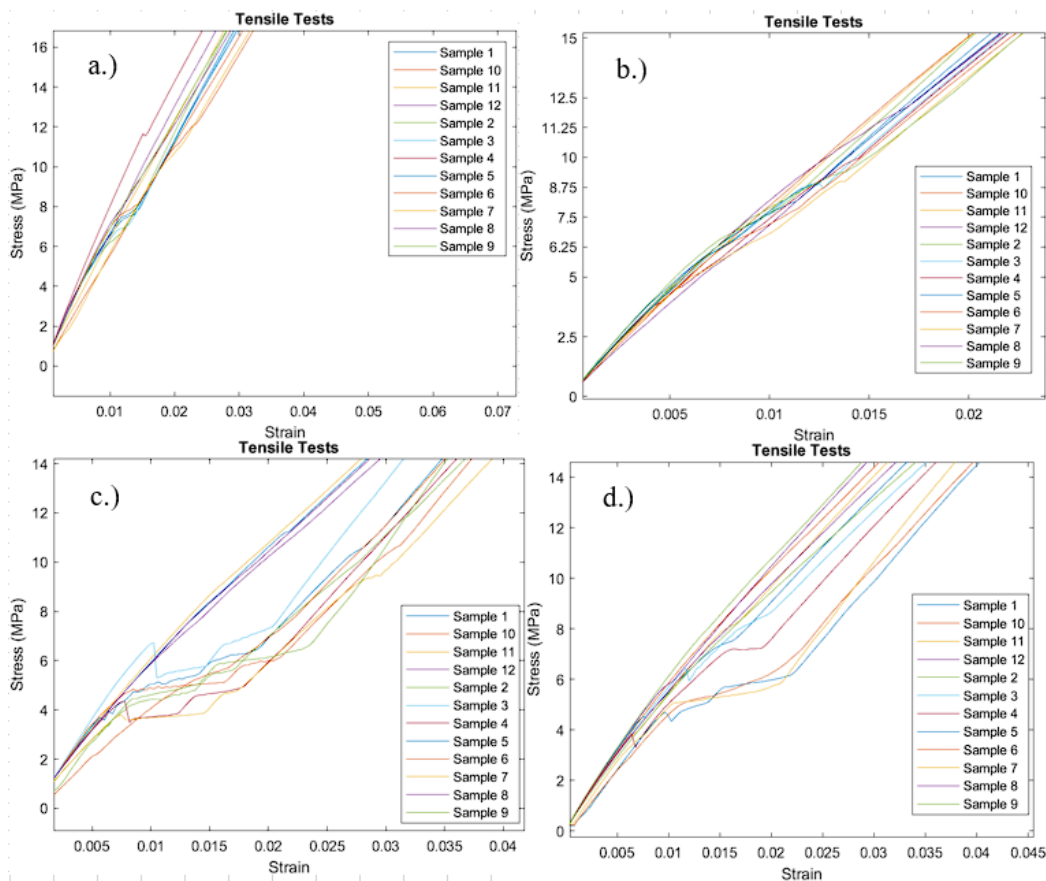 Tensile Tests
a.)
Stress (MPa)
16
14
12
10
8
6
4
2
0
0.01
0.02
0.03
0.04
0.05
0.06
0.07
Strain
Sample 1
Sample 10
Sample 11
Sample 12
Sample 2
Sample 3
Sample 4
Sample 5
Sample 6
Sample 7
Sample 8
Sample 9
Tensile Tests
b.)
Stress (MPa)
15
12.5
11.25
10
8.75
7.5
6.25
5
2.5
0
0.005
0.01
0.015
0.02
Strain
Sample 1
Sample 10
Sample 11
Sample 12
Sample 2
Sample 3
Sample 4
Sample 5
Sample 6
Sample 7
Sample 8
Sample 9
Tensile Tests
c.)
Stress (MPa)
14
12
10
8
6
4
2
0
0.005
0.01
0.015
0.02
0.025
0.03
0.035
0.04
Strain
Sample 1
Sample 10
Sample 11
Sample 12
Sample 2
Sample 3
Sample 4
Sample 5
Sample 6
Sample 7
Sample 8
Sample 9
Tensile Tests
d.)
Stress (MPa)
14
12
10
8
6
4
2
0
0.005
0.01
0.015
0.02
0.025
0.03
0.035
0.04
0.045
Strain
Sample 1
Sample 10
Sample 11
Sample 12
Sample 2
Sample 3
Sample 4
Sample 5
Sample 6
Sample 7
Sample 8
Sample 9